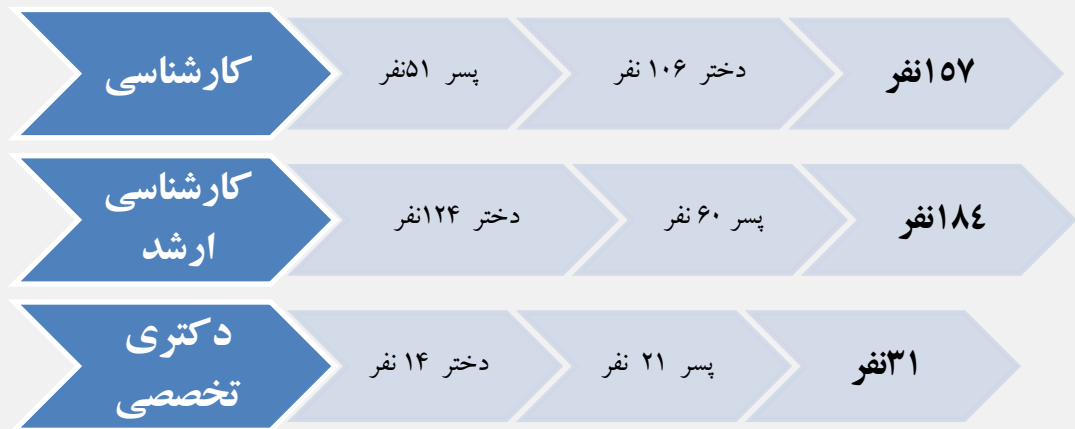 کارشناسی
پسر ۵۱نفر
دختر ۱۰۶ نفر
۱۵۷نفر
کارشناسی
ارشد
دختر ۱۲۴نفر
پسر ۶۰ نفر
۱۸٤نفر
دکتری
تخصصی
دختر ۱۴ نفر
پسر ۲۱ نفر
۳۱نفر